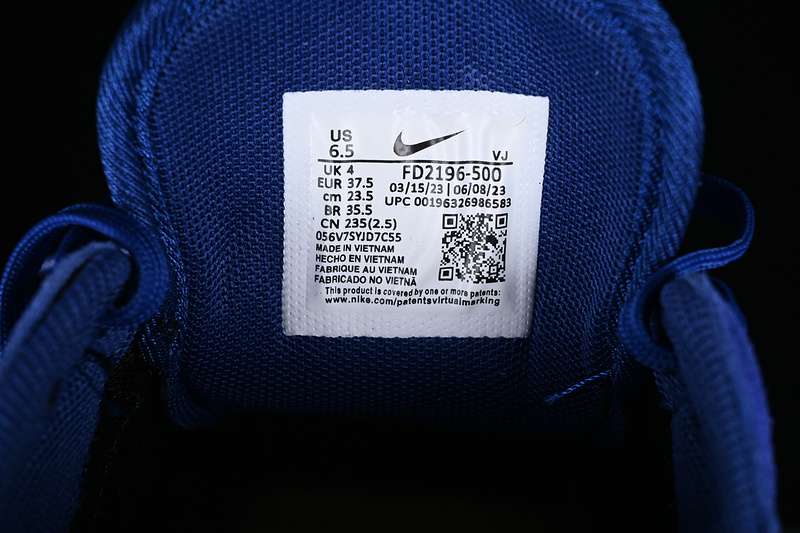 US
6.5
VJ
UK 4
EUR 37.5
cm 23.5
BR 35.5
CN 235(2.5)
FD2196-500
03/15/23 | 06/08/23
UPC 00196326986583
056V7SYJD7C55
MADE IN VIETNAM
HECHO EN VIETNAM
FABRIQUE AU VIETNAM
FABRICADO NO VIETNÃ
This product is covered by one or more patents:
www.nike.com/patentsvirtualmarking